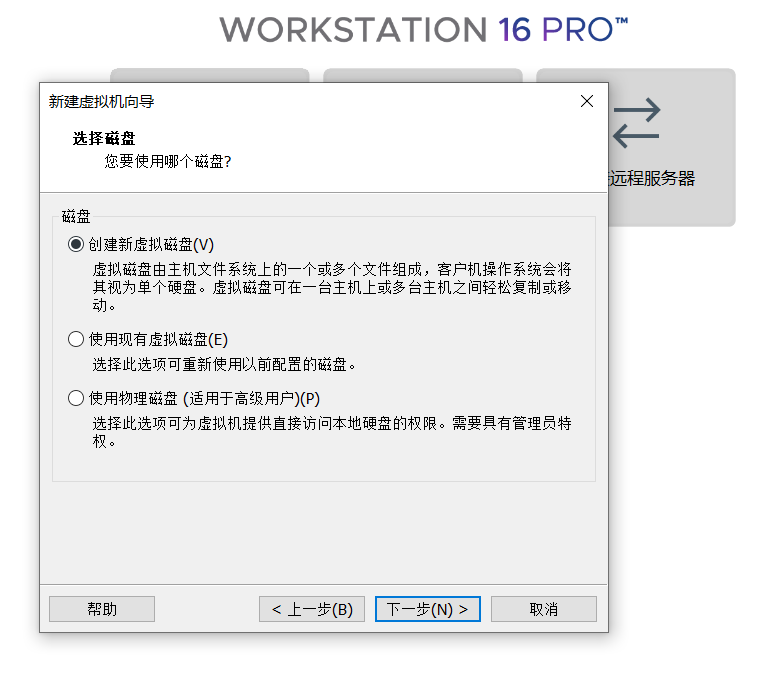 WORKSTATION 16 PRO™
新建虚拟机向导
选择磁盘
您要使用哪个磁盘?
远程服务器
磁盘
创建新虚拟磁盘(V)
虚拟磁盘由主机文件系统上的一个或多个文件组成，客户机操作系统会将
其视为单个硬盘。虚拟磁盘可在一台主机上或多台主机之间轻松复制或移
动。
使用现有虚拟磁盘(E)
选择此选项可重新使用以前配置的磁盘。
使用物理磁盘 (适用于高级用户)(P)
选择此选项可为虚拟机提供直接访问本地硬盘的权限。需要具有管理员特
权。
帮助
< 上一步(B)
下一步(N) >
取消